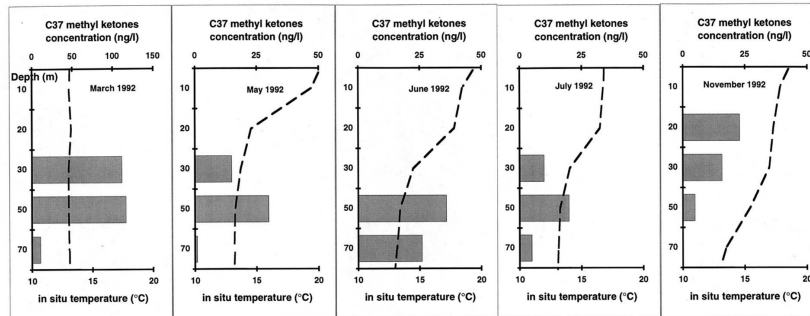 C37 methyl ketones
concentration (ng/l)
0 50 100 150
Depth (m)
March 1992
10
20
30
50
70
10 15 20
in situ temperature (°C)
C37 methyl ketones
concentration (ng/l)
0 25 50
May 1992
10
20
30
50
70
10 15 20
in situ temperature (°C)
C37 methyl ketones
concentration (ng/l)
0 25 50
June 1992
10
20
30
50
70
10 15 20
in situ temperature (°C)
C37 methyl ketones
concentration (ng/l)
0 25 50
July 1992
10
20
30
50
70
10 15 20
in situ temperature (°C)
C37 methyl ketones
concentration (ng/l)
0 25 50
November 1992
10
20
30
50
70
10 15 20
in situ temperature (°C)